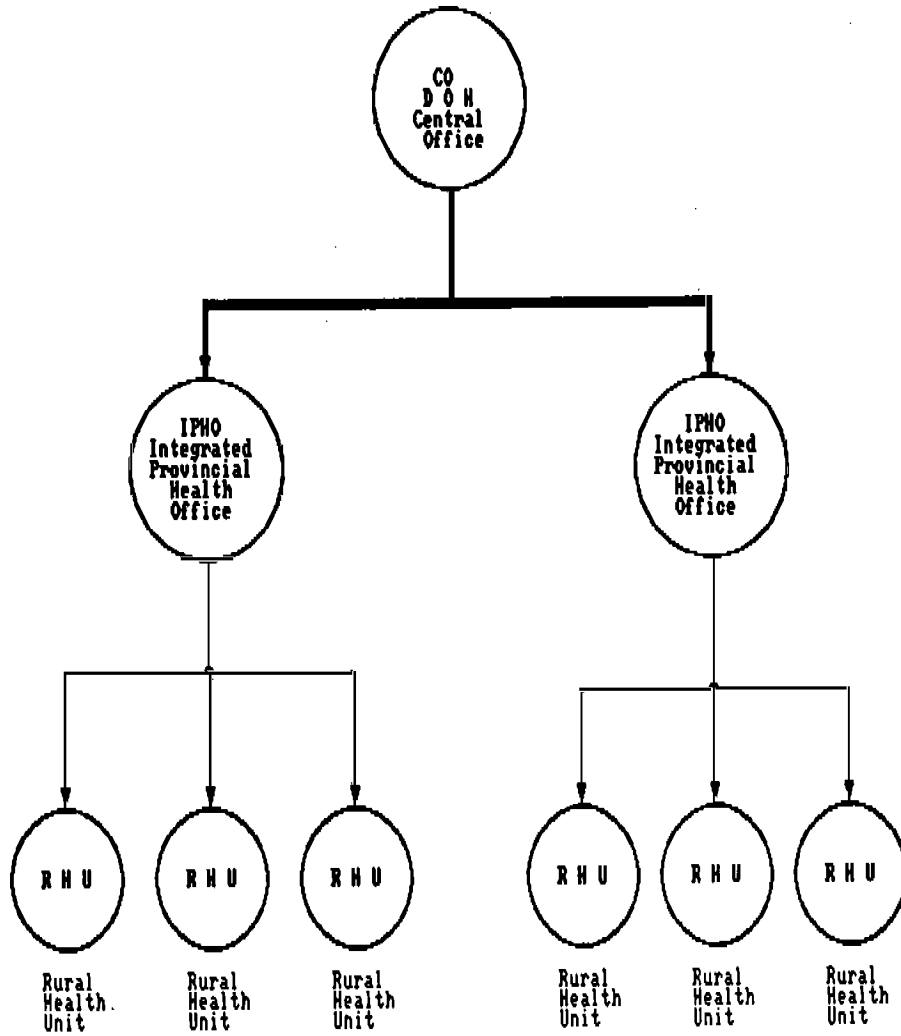 CO
D O H
Central
Office
IPHO
Integrated
Provincial
Health
Office
IPHO
Integrated
Provincial
Health
Office
R H U
R H U
R H U
R H U
R H U
R H U
Rural
Health
Unit
Rural
Health
Unit
Rural
Health
Unit
Rural
Health
Unit
Rural
Health
Unit
Rural
Health
Unit